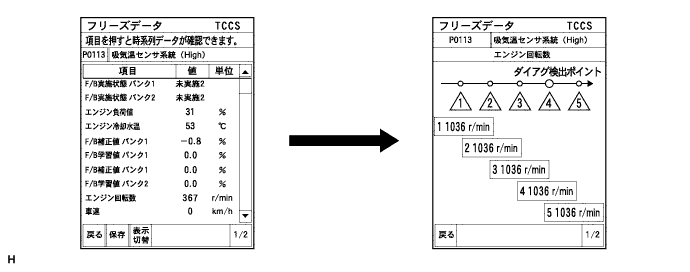 フリーズデータ TCCS
項目を押すと時系列データが確認できます。
P0113 吸気温センサ系統（High）
項目 値 単位
F/B実施状態 バンク1 未実施2
F/B実施状態 バンク2 未実施2
エンジン負荷値 31 %
エンジン冷却水温 53 ℃
F/B補正値 バンク1 −0.8 %
F/B学習値 バンク1 0.0 %
F/B補正値 バンク1 0.0 %
F/B学習値 バンク2 0.0 %
エンジン回転数 367 r/min
車速 0 km/h
戻る 保存 表示切替 1/2
フリーズデータ TCCS
P0113 吸気温センサ系統（High）
エンジン回転数
ダイアグ検出ポイント
1 2 3 4 5
1 1036 r/min
2 1036 r/min
3 1036 r/min
4 1036 r/min
5 1036 r/min
戻る 1/2
H